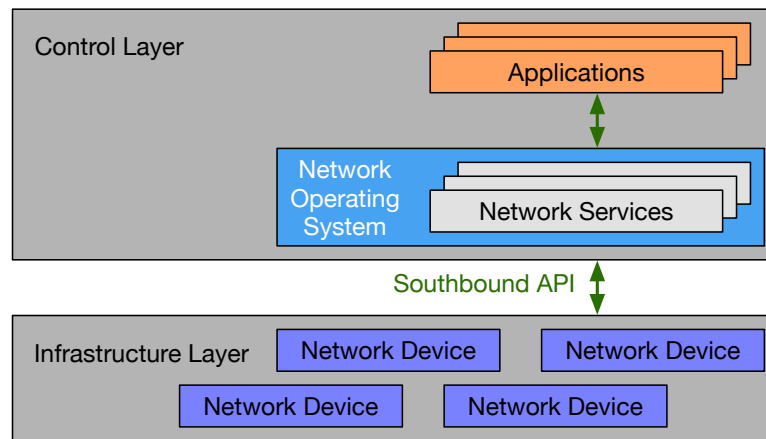 Control Layer
Applications
Network
Operating
System
Network Services
Southbound API
Infrastructure Layer
Network Device
Network Device
Network Device
Network Device